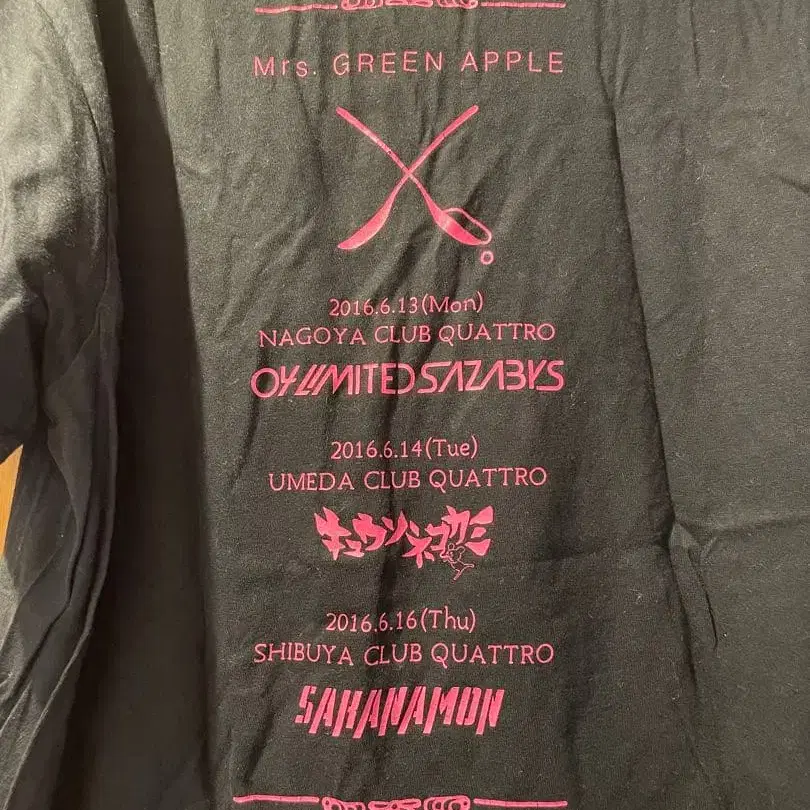 Mrs. GREEN APPLE
2016.6.13(Mon)
NAGOYA CLUB QUATTRO
04 LIMITED SAZABYS
2016.6.14(Tue)
UMEDA CLUB QUATTRO
キュウソネコカミ
2016.6.16(Thu)
SHIBUYA CLUB QUATTRO
SAKANAMON